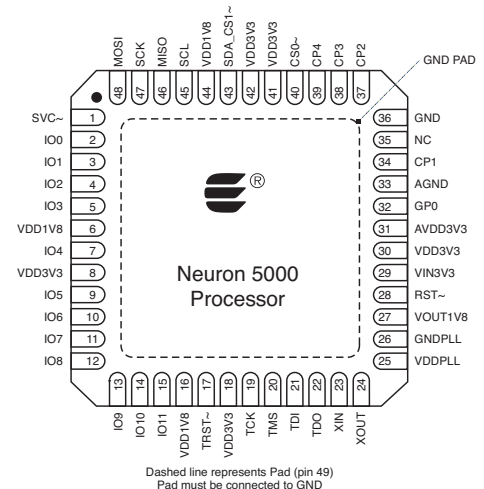 MOSI
SCK
MISO
SCL
VDD1V8
SDA_CS1~
VDD3V3
VDD3V3
CS0~
CP4
CP3
CP2
48
47
46
45
44
43
42
41
40
39
38
37
GND PAD
SVC~ 1
IO0 2
IO1 3
IO2 4
IO3 5
VDD1V8 6
IO4 7
VDD3V3 8
IO5 9
IO6 10
IO7 11
IO8 12
®
Neuron 5000
Processor
36 GND
35 NC
34 CP1
33 AGND
32 GP0
31 AVDD3V3
30 VDD3V3
29 VIN3V3
28 RST~
27 VOUT1V8
26 GNDPLL
25 VDDPLL
13
14
15
16
17
18
19
20
21
22
23
24
IO9
IO10
IO11
VDD1V8
TRST~
VDD3V3
TCK
TMS
TDI
TDO
XIN
XOUT
Dashed line represents Pad (pin 49)
Pad must be connected to GND